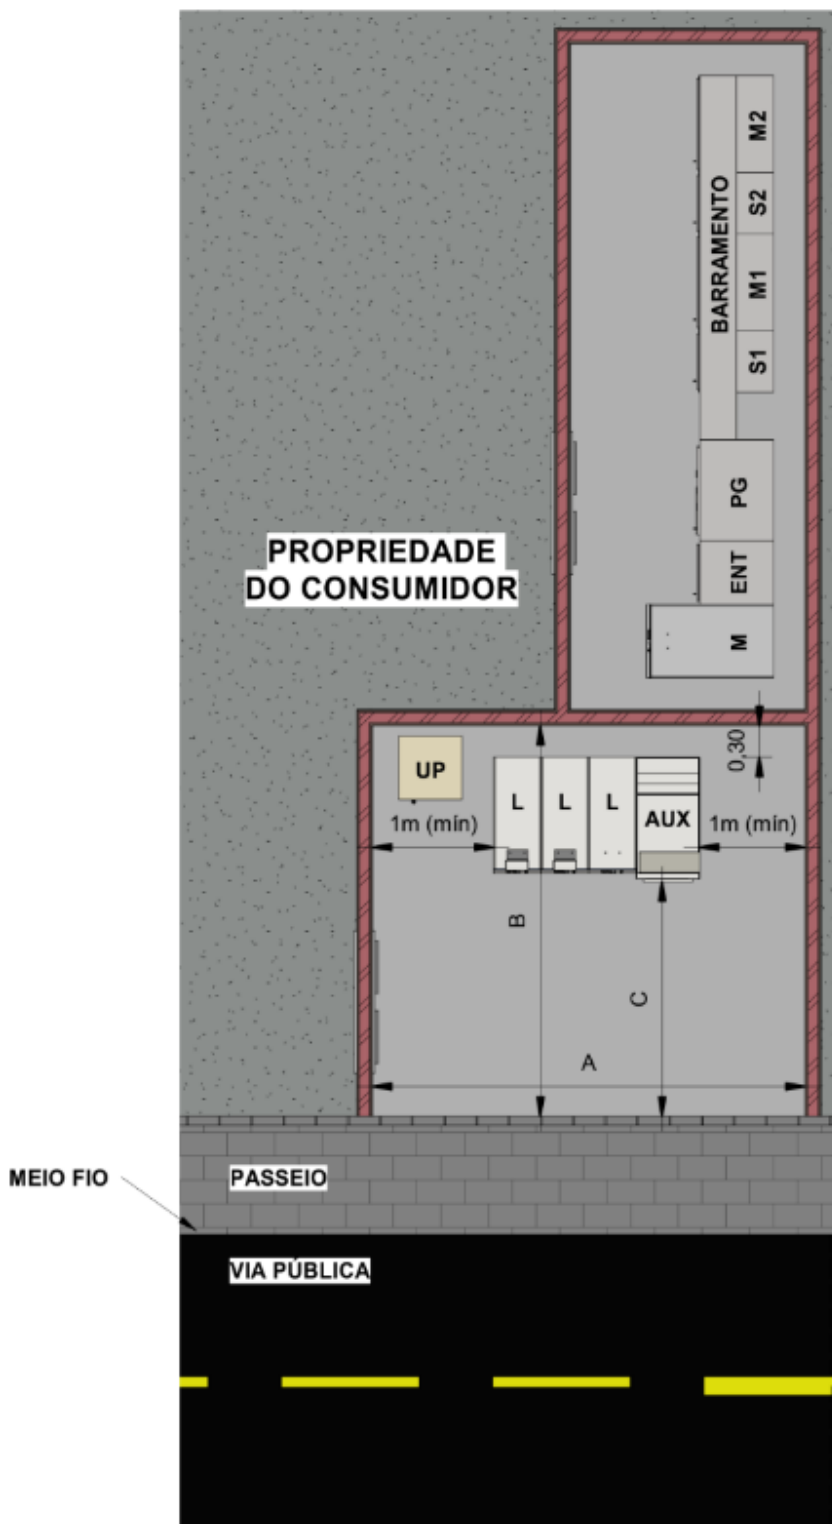 M2
S2
BARRAMENTO
M1
S1
PG
PROPRIEDADE
DO CONSUMIDOR
ENT
M
0,30
UP
L
L
L
AUX
1m (min)
1m (min)
B
C
A
MEIO FIO
PASSEIO
VIA PÚBLICA